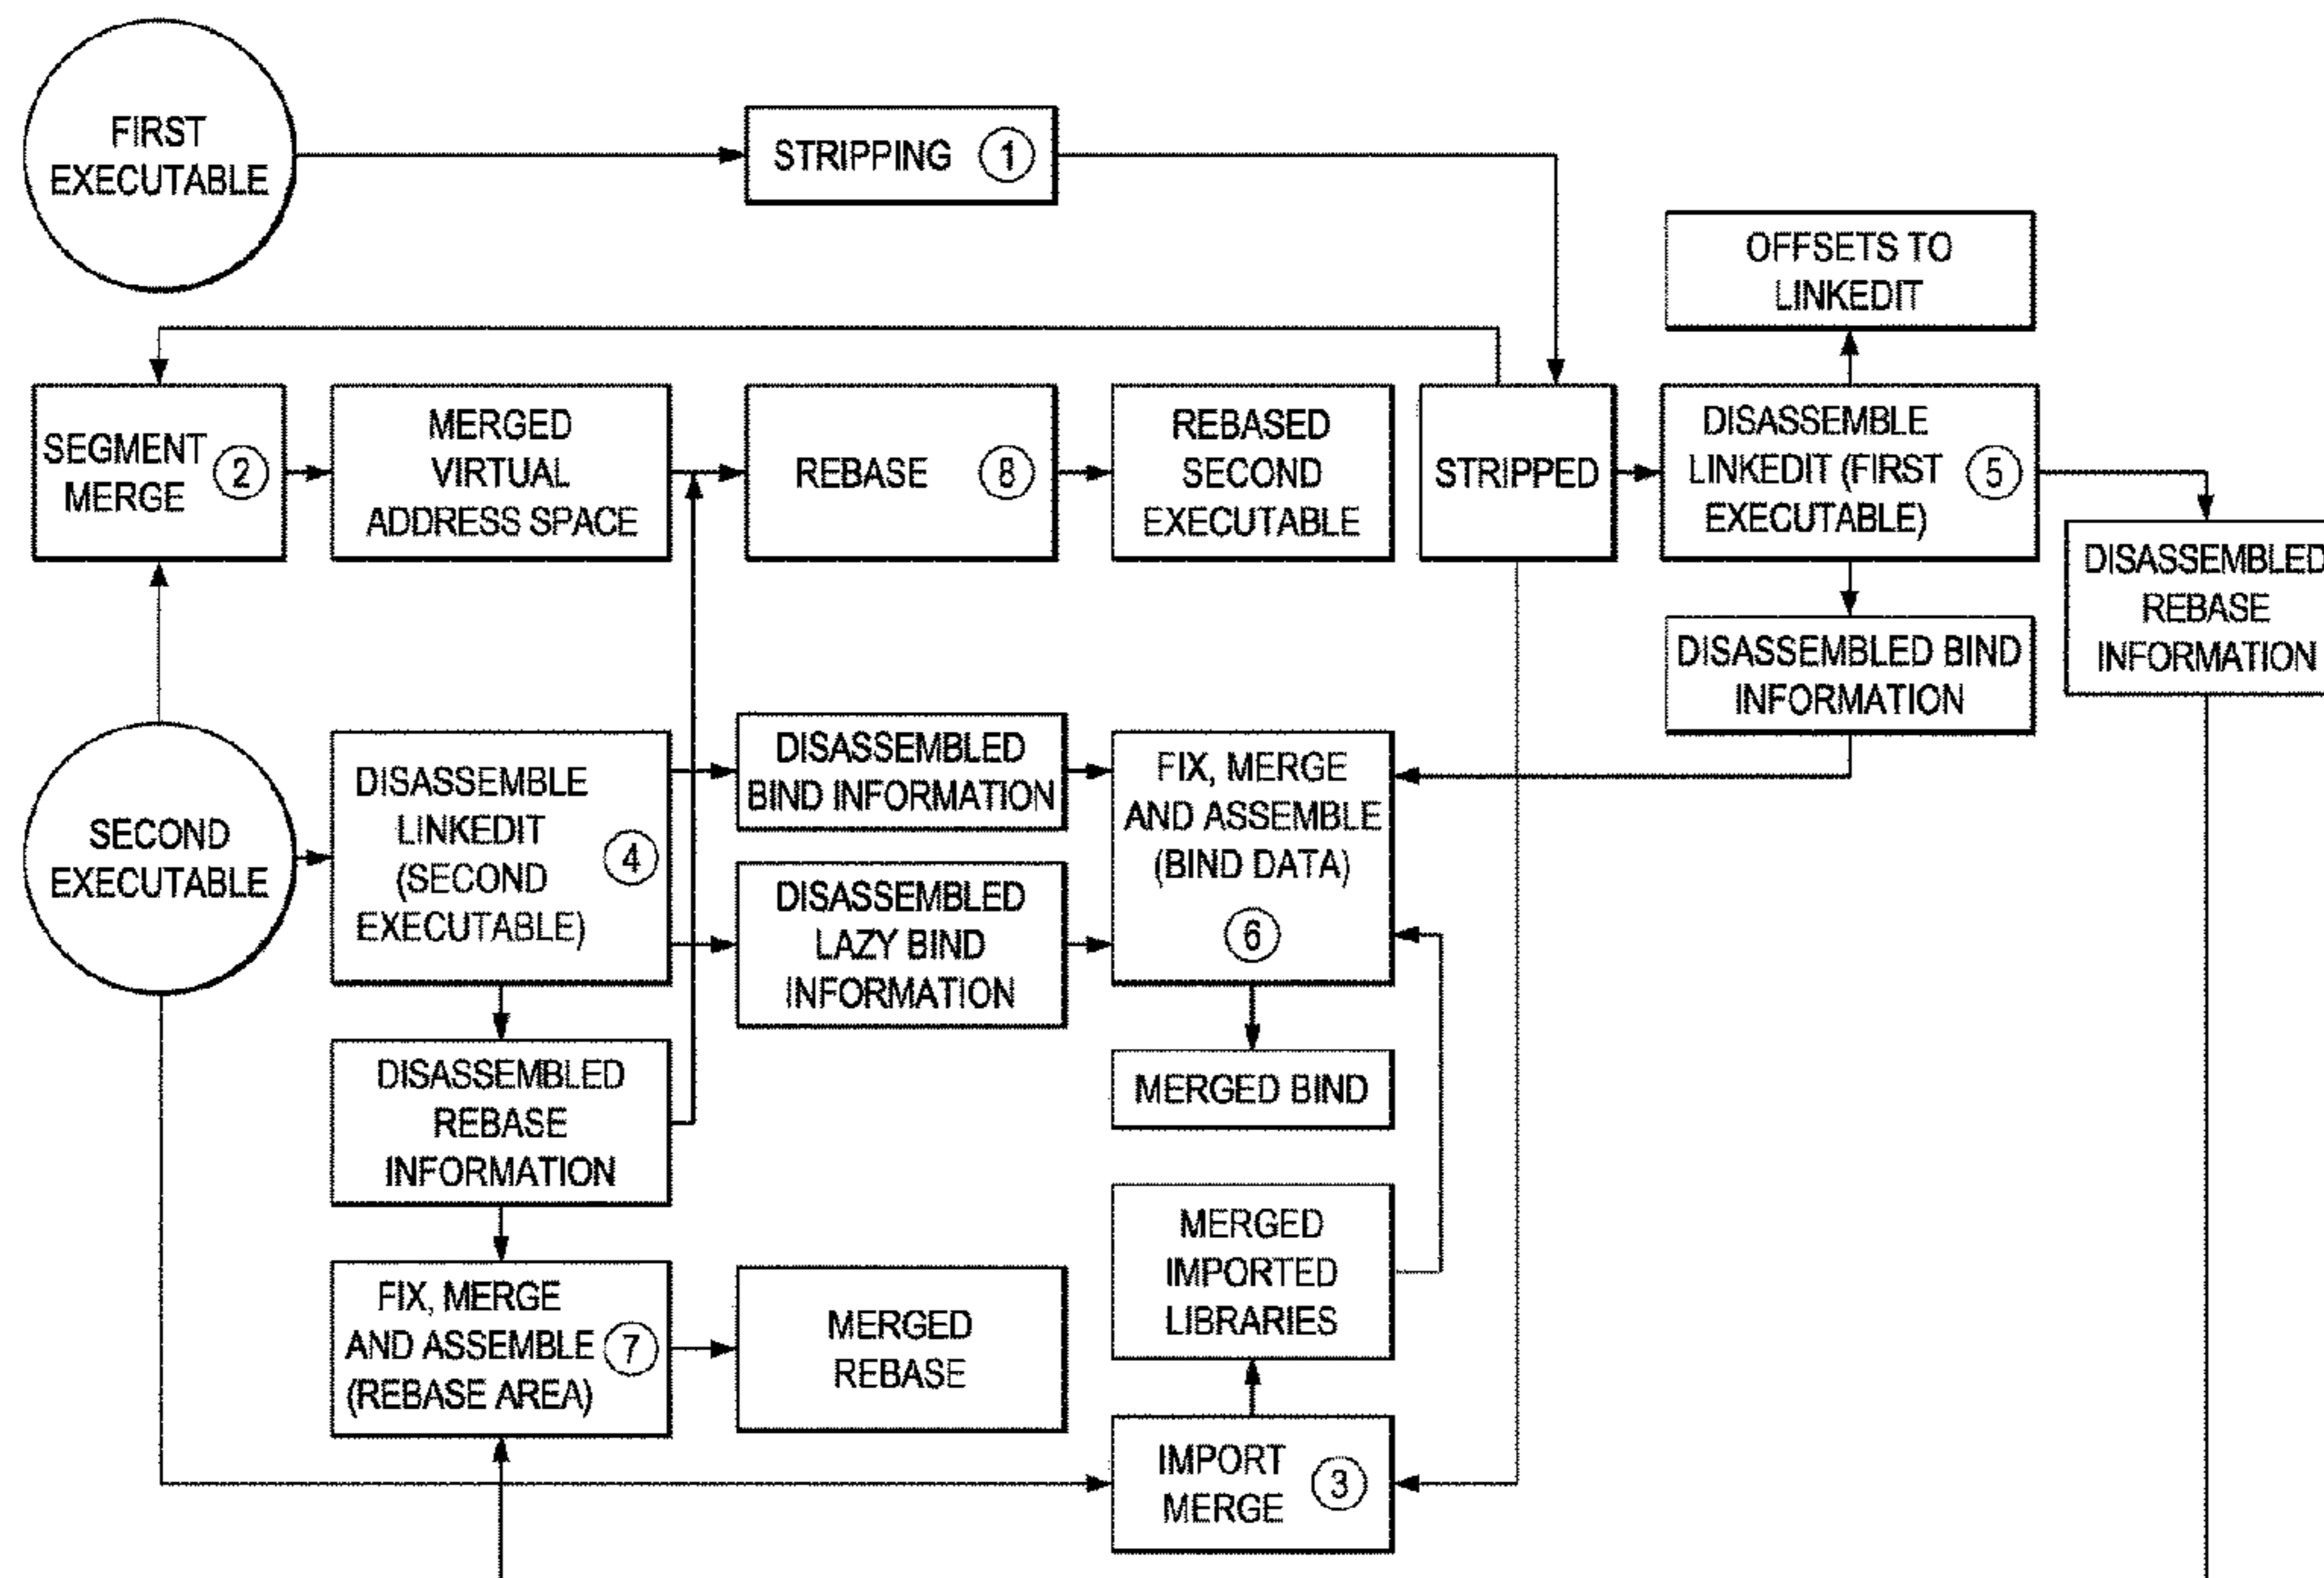 FIRST
EXECUTABLE
STRIPPING 1
OFFSETS TO
LINKEDIT
SEGMENT
MERGE
2
MERGED
VIRTUAL
ADDRESS SPACE
REBASE 8
REBASED
SECOND
EXECUTABLE
STRIPPED
DISASSEMBLE
LINKEDIT (FIRST
EXECUTABLE)
5
DISASSEMBLED
REBASE
INFORMATION
DISASSEMBLED BIND
INFORMATION
SECOND
EXECUTABLE
DISASSEMBLE
LINKEDIT
(SECOND
EXECUTABLE)
4
DISASSEMBLED
BIND INFORMATION
DISASSEMBLED
LAZY BIND
INFORMATION
FIX, MERGE
AND ASSEMBLE
(BIND DATA)
6
DISASSEMBLED
REBASE
INFORMATION
MERGED BIND
MERGED
IMPORTED
LIBRARIES
FIX, MERGE
AND ASSEMBLE
(REBASE AREA)
7
MERGED
REBASE
IMPORT
MERGE
3